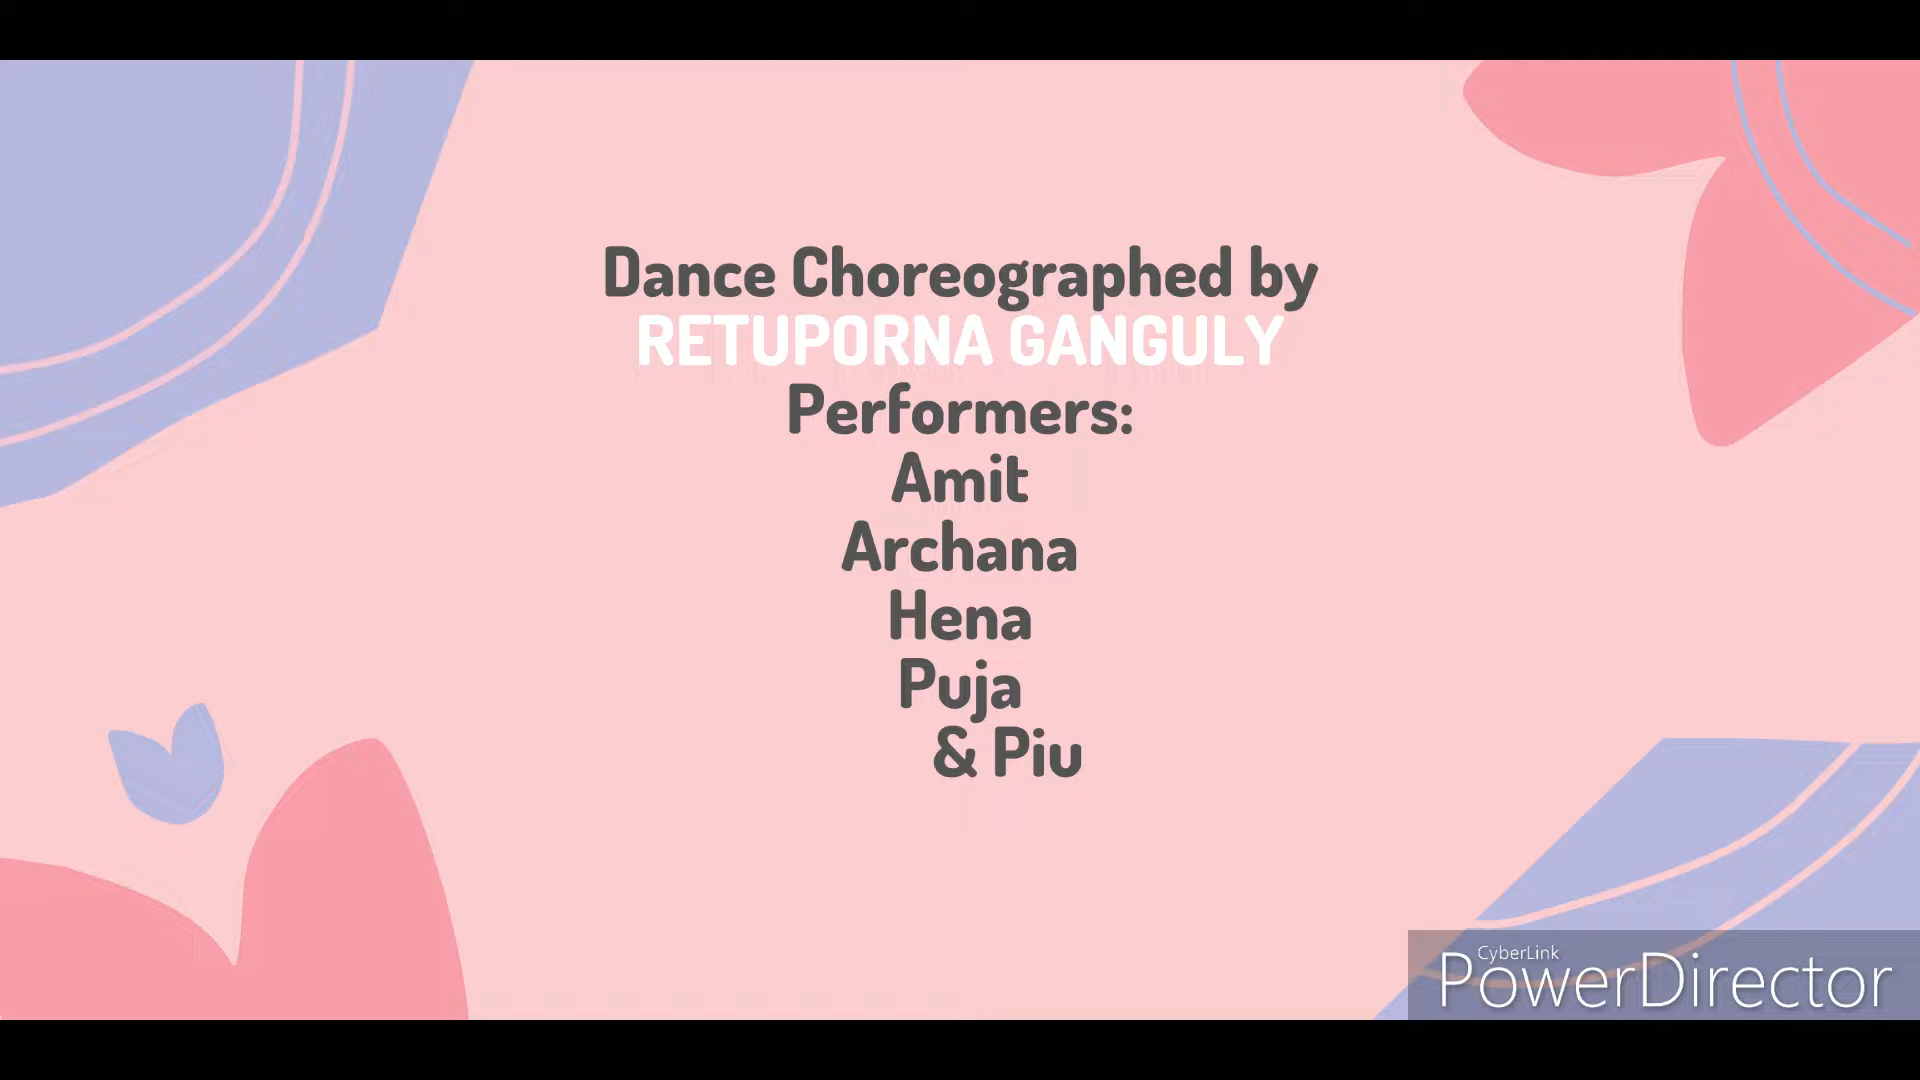 Dance Choreographed by
RETUPORNA GANGULY
Performers:
Amit
Archana
Hena
Puja
& Piu
CyberLink
PowerDirector